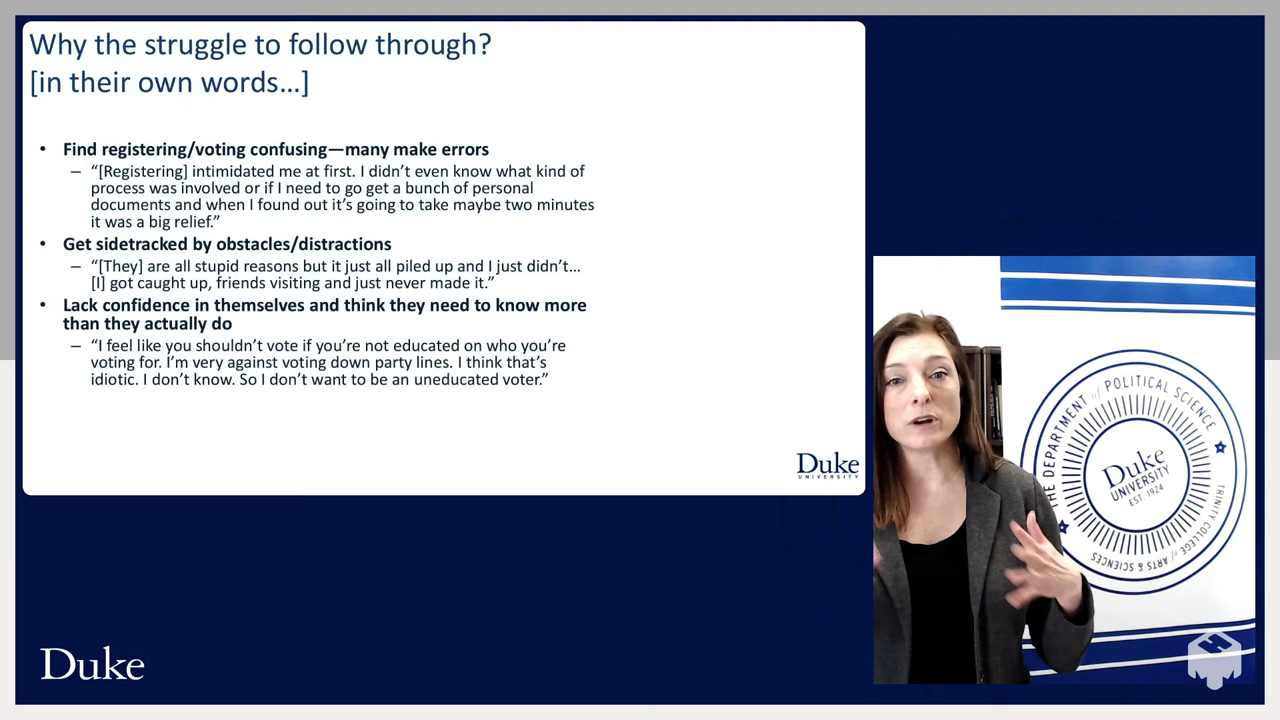 Why the struggle to follow through?
[in their own words…]
• Find registering/voting confusing—many make errors
– “[Registering] intimidated me at first. I didn’t even know what kind of
process was involved or if I need to go get a bunch of personal
documents and when I found out it’s going to take maybe two minutes
it was a big relief.”
• Get sidetracked by obstacles/distractions
– “[They] are all stupid reasons but it just all piled up and I just didn’t…
[I] got caught up, friends visiting and just never made it.”
• Lack confidence in themselves and think they need to know more
than they actually do
– “I feel like you shouldn’t vote if you’re not educated on who you’re
voting for. I’m very against voting down party lines. I think that’s
idiotic. I don’t know. So I don’t want to be an uneducated voter.”
Duke
UNIVERSITY
THE DEPARTMENT of POLITICAL SCIENCE
Duke
UNIVERSITY
EST. 1924
TRINITY COLLEGE of ARTS & SCIENCES
Duke